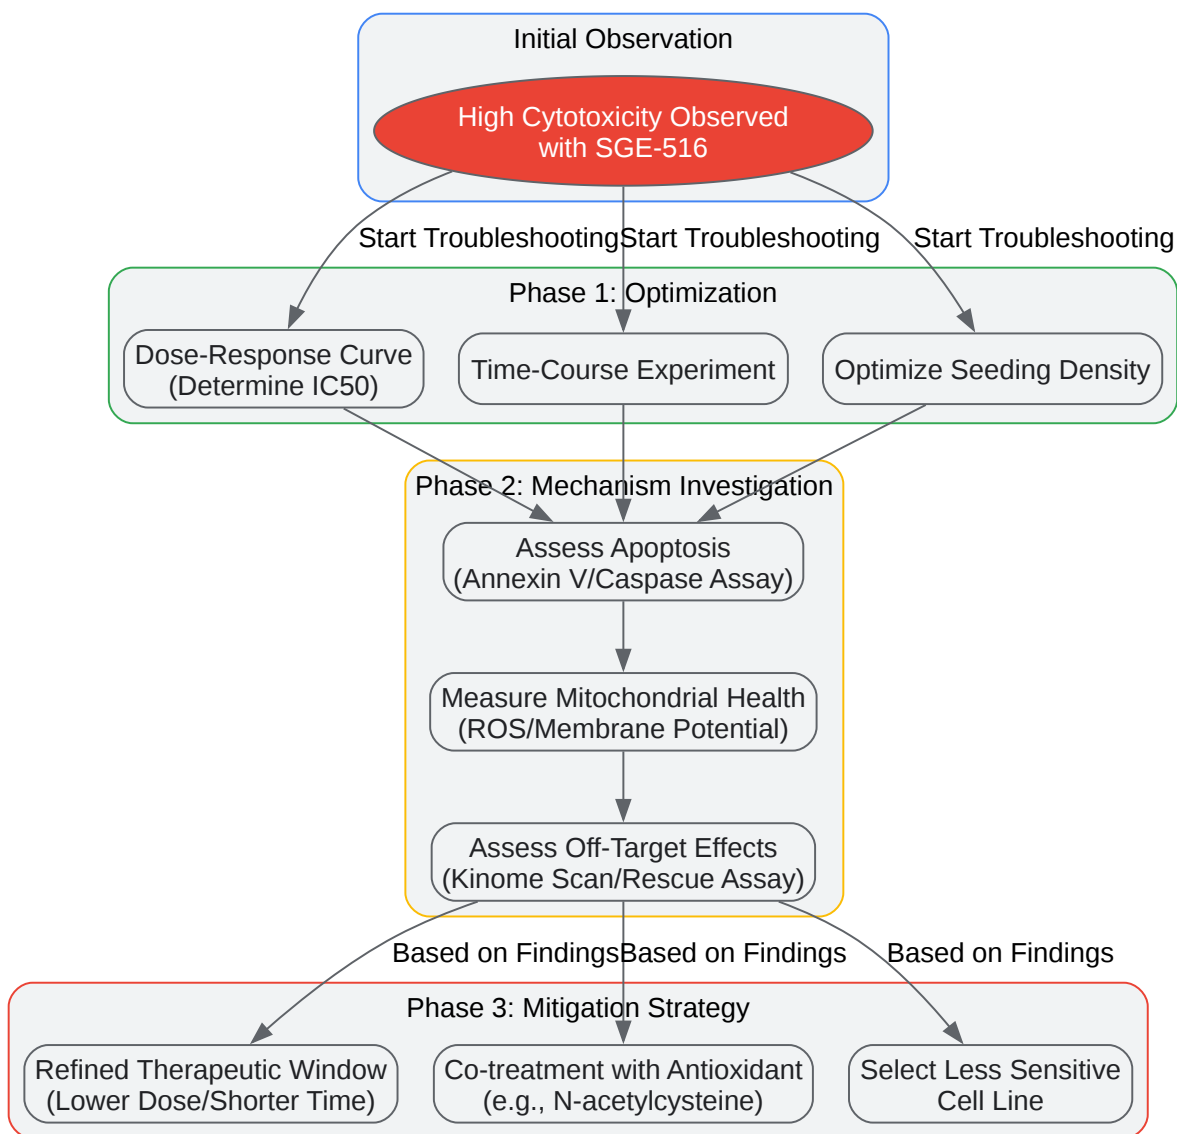 Initial Observation
High Cytotoxicity Observed
with SGE-516
Start Troubleshooting
Start Troubleshooting
Start Troubleshooting
Phase 1: Optimization
Dose-Response Curve
(Determine IC50)
Time-Course Experiment
Optimize Seeding Density
Phase 2: Mechanism Investigation
Assess Apoptosis
(Annexin V/Caspase Assay)
Measure Mitochondrial Health
(ROS/Membrane Potential)
Assess Off-Target Effects
(Kinome Scan/Rescue Assay)
Based on Findings
Based on Findings
Based on Findings
Phase 3: Mitigation Strategy
Refined Therapeutic Window
(Lower Dose/Shorter Time)
Co-treatment with Antioxidant
(e.g., N-acetylcysteine)
Select Less Sensitive
Cell Line